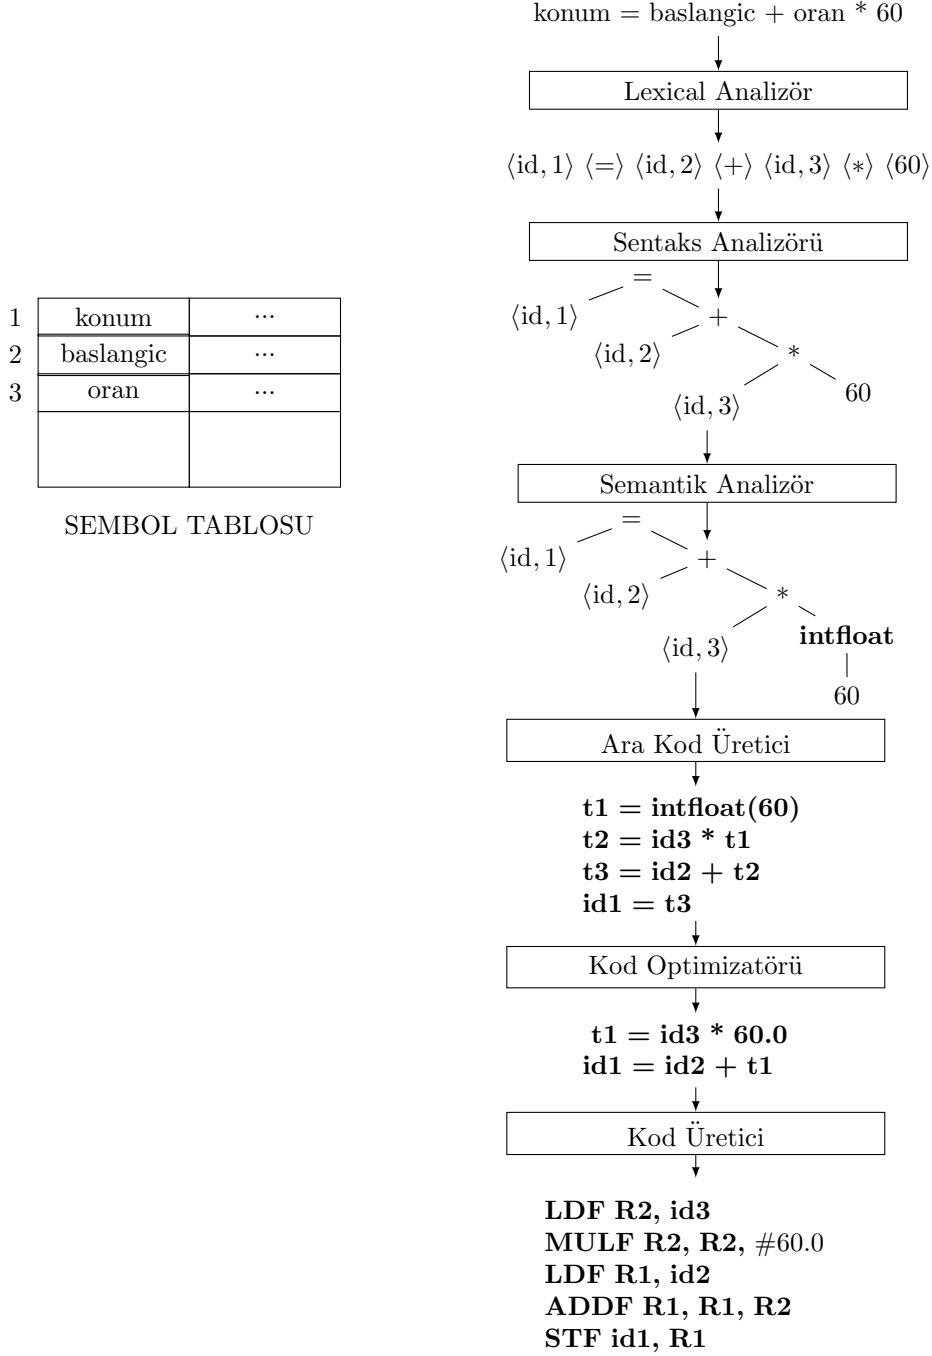 konum = baslangic + oran * 60
Lexical Analizör
⟨id, 1⟩ ⟨=⟩ ⟨id, 2⟩ ⟨+⟩ ⟨id, 3⟩ ⟨*⟩ ⟨60⟩
Sentaks Analizörü
=
⟨id, 1⟩
+
⟨id, 2⟩
*
⟨id, 3⟩
60
1 konum ...
2 baslangic ...
3 oran ...
SEMBOL TABLOSU
Semantik Analizör
=
⟨id, 1⟩
+
⟨id, 2⟩
*
⟨id, 3⟩
intfloat
60
Ara Kod Üretici
t1 = intfloat(60)
t2 = id3 * t1
t3 = id2 + t2
id1 = t3
Kod Optimizatörü
t1 = id3 * 60.0
id1 = id2 + t1
Kod Üretici
LDF R2, id3
MULF R2, R2, #60.0
LDF R1, id2
ADDF R1, R1, R2
STF id1, R1